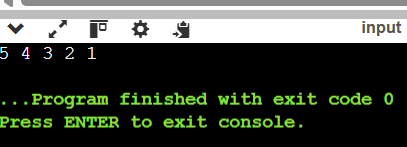 input
5 4 3 2 1
...Program finished with exit code 0
Press ENTER to exit console.